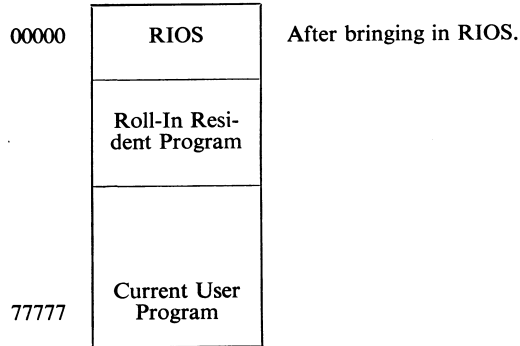 00000 RIOS After bringing in RIOS.
Roll-In Resi-
dent Program
Current User
77777 Program